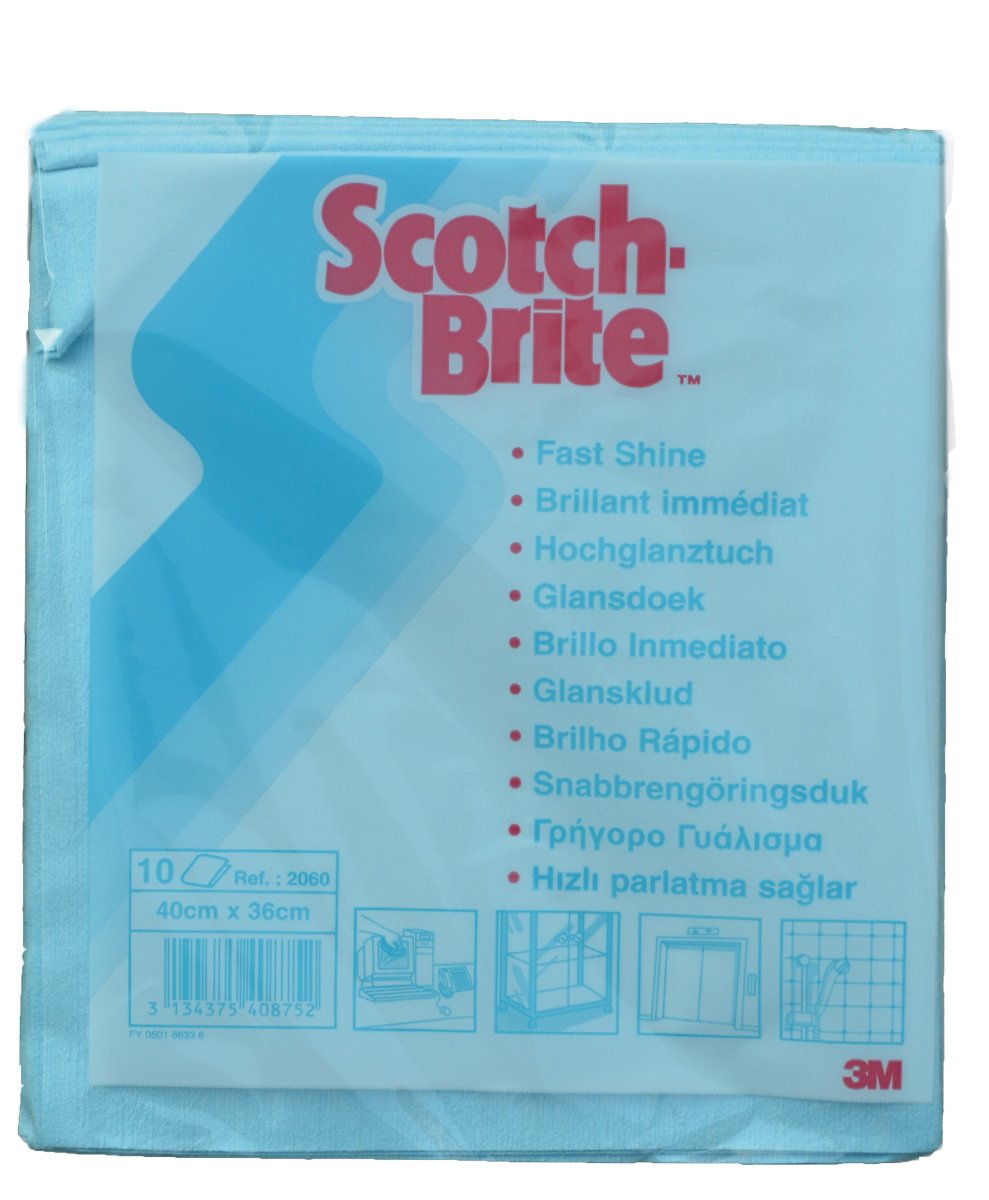 Scotch-
Brite™
• Fast Shine
• Brillant immédiat
• Hochglanztuch
• Glansdoek
• Brillo Inmediato
• Glansklud
• Brilho Rápido
• Snabbrengöringsduk
• Γρήγορο Γυάλισμα
• Hızlı parlatma sağlar
10 Ref. : 2060
40cm x 36cm
3 134375 408752
FY 0501 6633 6
3M